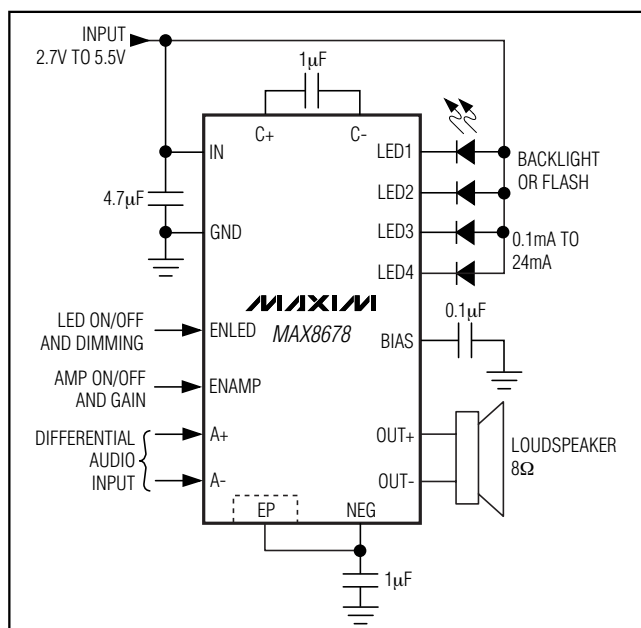 INPUT
2.7V TO 5.5V
1µF
C+
C-
IN
LED1
BACKLIGHT
OR FLASH
LED2
4.7µF
GND
LED3
0.1mA TO
24mA
LED4
MAXIM
MAX8678
LED ON/OFF
AND DIMMING
ENLED
BIAS
0.1µF
AMP ON/OFF
AND GAIN
ENAMP
DIFFERENTIAL
AUDIO
INPUT
A+
A-
OUT+
OUT-
LOUDSPEAKER
8Ω
EP
NEG
1µF